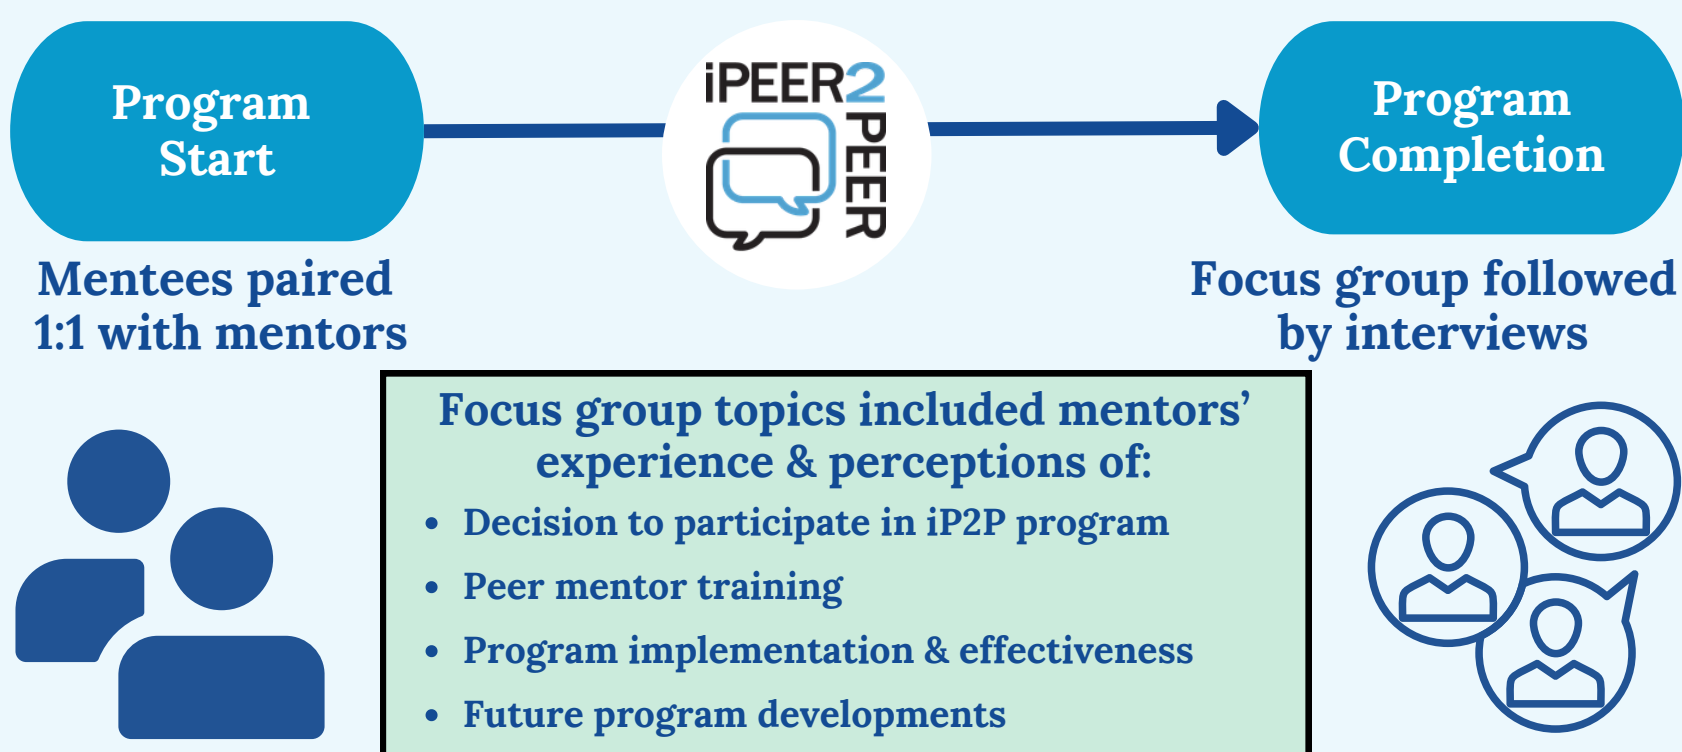 Program
Start
iPEER2
PEER
Program
Completion
Mentees paired
1:1 with mentors
Focus group followed
by interviews
Focus group topics included mentors’
experience & perceptions of:
• Decision to participate in iP2P program
• Peer mentor training
• Program implementation & effectiveness
• Future program developments